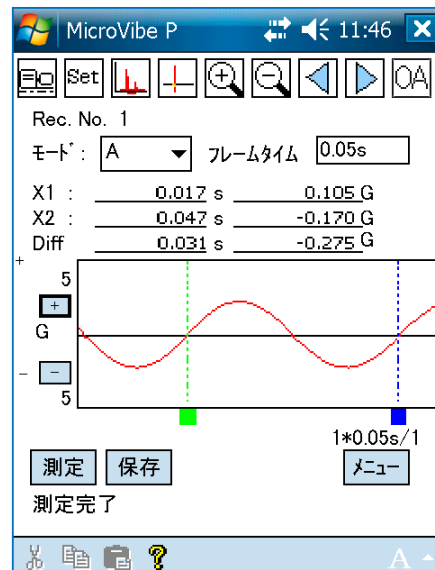 MicroVibe P 11:46
Set OA
Rec. No. 1
ﾓｰﾄﾞ: A ﾌﾚｰﾑﾀｲﾑ 0.05s
X1 : 0.017 s 0.105 G
X2 : 0.047 s -0.170 G
Diff 0.031 s -0.275 G
+
5
+
G
-
-
5
1*0.05s/1
測定 保存 ﾒﾆｭｰ
測定完了
? A